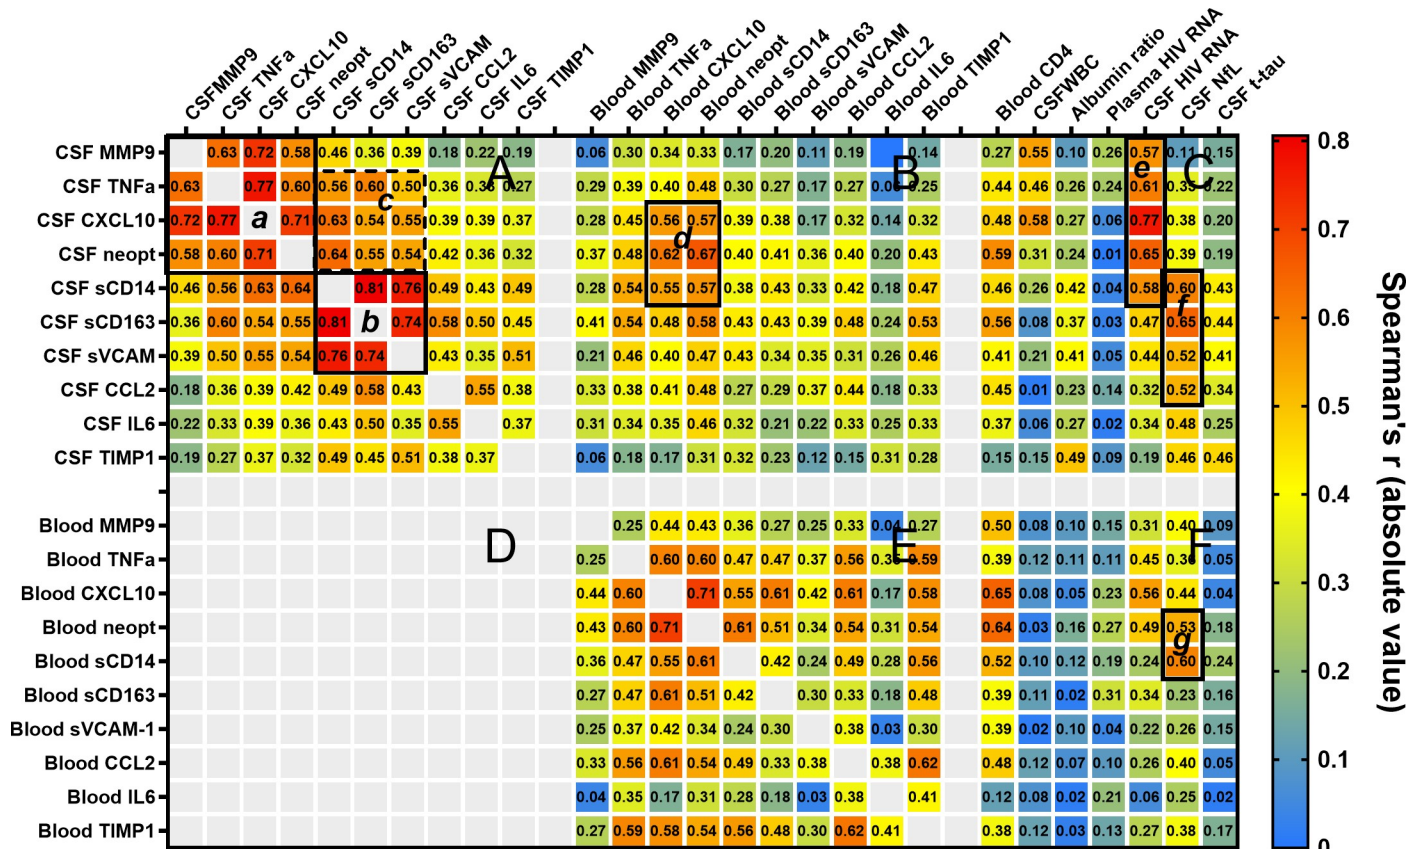 CSFMMP9 CSF TNFa CSF CXCL10 CSF neopt CSF sCD14 CSF sCD163 CSF sVCAM CSF CCL2 CSF IL6 CSF TIMP1 Blood MMP9 Blood TNFa Blood CXCL10 Blood neopt Blood sCD14 Blood sCD163 Blood sVCAM Blood CCL2 Blood IL6 Blood TIMP1 Blood CD4 CSFWBC Albumin ratio Plasma HIV RNA CSF HIV RNA CSF NfL CSF t-tau
CSF MMP9 0.63 0.72 0.58 0.46 0.36 0.39 0.18 0.22 0.19 0.06 0.30 0.34 0.33 0.17 0.20 0.11 0.19 0.14 0.27 0.55 0.10 0.26 0.57 0.11 0.15
A B e C
CSF TNFa 0.63 0.77 0.60 0.56 0.60 0.50 0.36 0.27 0.29 0.39 0.40 0.48 0.30 0.27 0.17 0.27 0.25 0.44 0.46 0.26 0.24 0.61 0.22
c
CSF CXCL10 0.72 0.77 a 0.71 0.63 0.54 0.55 0.39 0.39 0.37 0.28 0.45 0.56 0.57 0.39 0.38 0.17 0.32 0.14 0.32 0.48 0.58 0.27 0.06 0.77 0.38 0.20
d
CSF neopt 0.58 0.60 0.71 0.64 0.55 0.54 0.42 0.36 0.32 0.37 0.48 0.62 0.67 0.40 0.41 0.36 0.40 0.20 0.43 0.59 0.31 0.24 0.01 0.65 0.39 0.19
CSF sCD14 0.46 0.56 0.63 0.64 0.81 0.76 0.49 0.43 0.49 0.28 0.54 0.55 0.57 0.38 0.43 0.33 0.42 0.18 0.47 0.46 0.26 0.42 0.04 0.58 0.60 0.43
f
CSF sCD163 0.36 0.60 0.54 0.55 0.81 b 0.74 0.58 0.50 0.45 0.41 0.54 0.48 0.58 0.43 0.43 0.39 0.48 0.24 0.53 0.56 0.08 0.37 0.03 0.47 0.65 0.44
CSF sVCAM 0.39 0.50 0.55 0.54 0.76 0.74 0.43 0.35 0.51 0.21 0.46 0.40 0.47 0.43 0.34 0.35 0.31 0.26 0.46 0.41 0.21 0.41 0.05 0.44 0.52 0.41
CSF CCL2 0.18 0.36 0.39 0.42 0.49 0.58 0.43 0.55 0.38 0.33 0.38 0.41 0.48 0.27 0.29 0.37 0.44 0.18 0.33 0.45 0.01 0.23 0.14 0.32 0.52 0.34
CSF IL6 0.22 0.33 0.39 0.36 0.43 0.50 0.35 0.55 0.37 0.31 0.34 0.35 0.46 0.32 0.21 0.22 0.33 0.25 0.33 0.37 0.06 0.27 0.02 0.34 0.48 0.25
CSF TIMP1 0.19 0.27 0.37 0.32 0.49 0.45 0.51 0.38 0.37 0.06 0.18 0.17 0.31 0.32 0.23 0.12 0.15 0.31 0.28 0.15 0.15 0.49 0.09 0.19 0.46 0.46
Blood MMP9 0.25 0.44 0.43 0.36 0.27 0.25 0.33 0.04 0.27 0.50 0.08 0.10 0.15 0.31 0.40 0.09
D E F
Blood TNFa 0.25 0.60 0.60 0.47 0.47 0.37 0.56 0.35 0.59 0.39 0.12 0.11 0.11 0.45 0.05
Blood CXCL10 0.44 0.60 0.71 0.55 0.61 0.42 0.61 0.17 0.58 0.65 0.08 0.05 0.23 0.56 0.44 0.04
Blood neopt 0.43 0.60 0.71 0.61 0.51 0.34 0.54 0.31 0.54 0.64 0.03 0.16 0.27 0.49 0.53 0.18
g
Blood sCD14 0.36 0.47 0.55 0.61 0.42 0.24 0.49 0.28 0.56 0.52 0.10 0.12 0.19 0.24 0.60 0.24
Blood sCD163 0.27 0.47 0.61 0.51 0.42 0.30 0.33 0.18 0.48 0.39 0.11 0.02 0.31 0.34 0.23 0.16
Blood sVCAM-1 0.25 0.37 0.42 0.34 0.24 0.30 0.38 0.03 0.30 0.39 0.02 0.10 0.04 0.22 0.26 0.15
Blood CCL2 0.33 0.56 0.61 0.54 0.49 0.33 0.38 0.38 0.62 0.48 0.12 0.07 0.10 0.26 0.40 0.05
Blood IL6 0.04 0.35 0.17 0.31 0.28 0.18 0.03 0.38 0.41 0.12 0.08 0.02 0.21 0.06 0.25 0.02
Blood TIMP1 0.27 0.59 0.58 0.54 0.56 0.48 0.30 0.62 0.41 0.38 0.12 0.03 0.13 0.27 0.38 0.17
0.8
0.7
0.6
0.5
0.4
0.3
0.2
0.1
0
Spearman's r (absolute value)